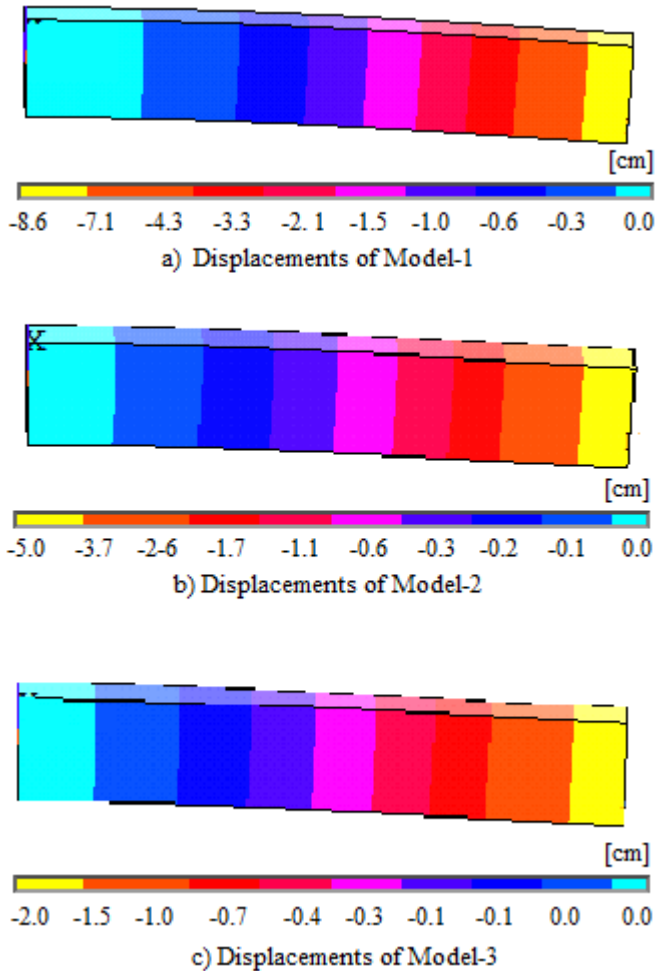 [cm]
-8.6 -7.1 -4.3 -3.3 -2. 1 -1.5 -1.0 -0.6 -0.3 0.0
a) Displacements of Model-1
X
[cm]
-5.0 -3.7 -2-6 -1.7 -1.1 -0.6 -0.3 -0.2 -0.1 0.0
b) Displacements of Model-2
[cm]
-2.0 -1.5 -1.0 -0.7 -0.4 -0.3 -0.1 -0.1 0.0 0.0
c) Displacements of Model-3